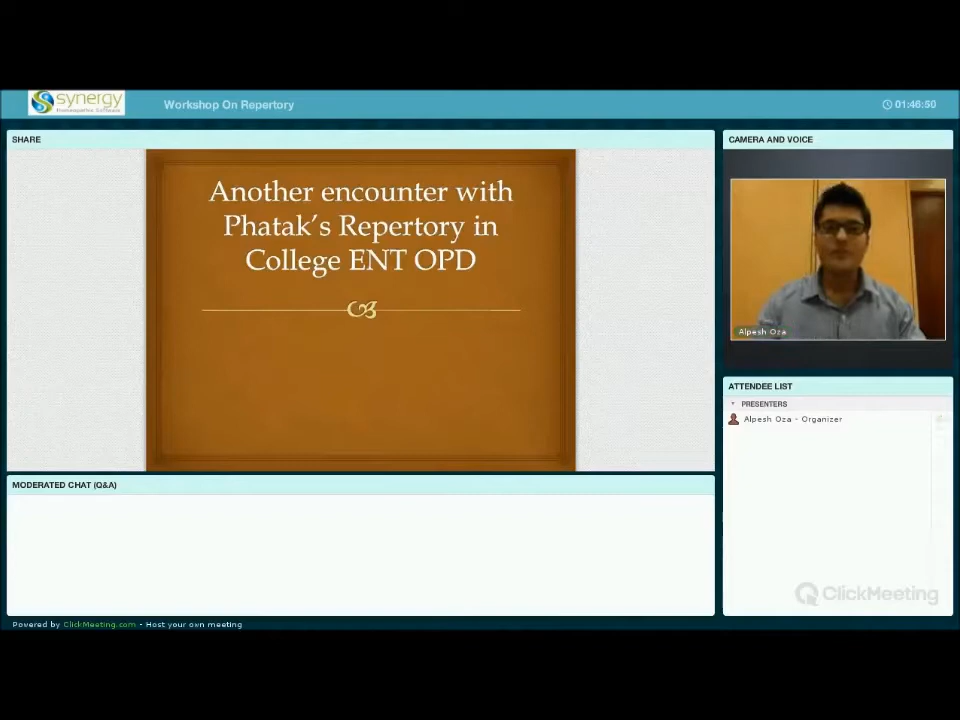 synergy
Homeopathic Software
Workshop On Repertory
01:46:50
SHARE
Another encounter with
Phatak's Repertory in
College ENT OPD
CAMERA AND VOICE
Alpesh Oza
ATTENDEE LIST
PRESENTERS
Alpesh Oza - Organizer
MODERATED CHAT (Q&A)
ClickMeeting
Powered by ClickMeeting.com - Host your own meeting